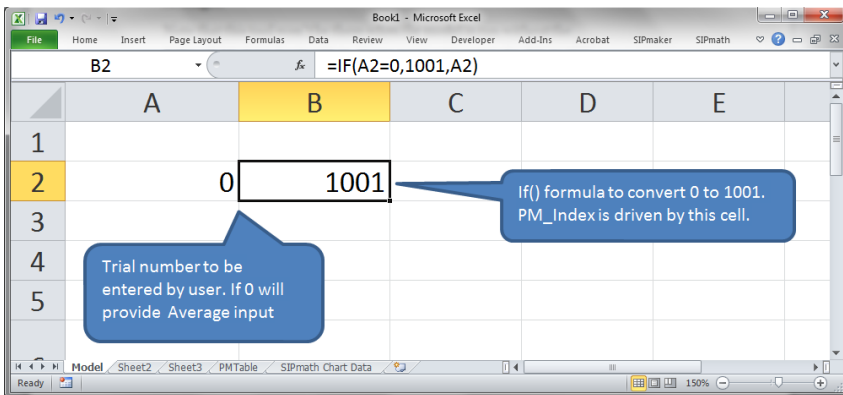 Book1 - Microsoft Excel
File Home Insert Page Layout Formulas Data Review View Developer Add-Ins Acrobat SIPmaker SIPmath
B2 fx =IF(A2=0,1001,A2)
A B C D E
1
2 0 1001
If() formula to convert 0 to 1001.
PM_Index is driven by this cell.
3
4
Trial number to be
entered by user. If 0 will
provide Average input
5
Model Sheet2 Sheet3 PMTable SIPmath Chart Data
Ready 150%